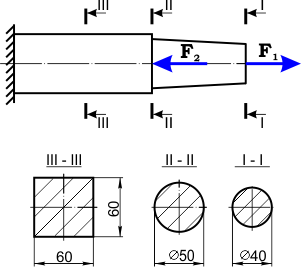 III II I
F₂ F₁
III II I
III - III II - II I - I
60
60 ⌀50 ⌀40